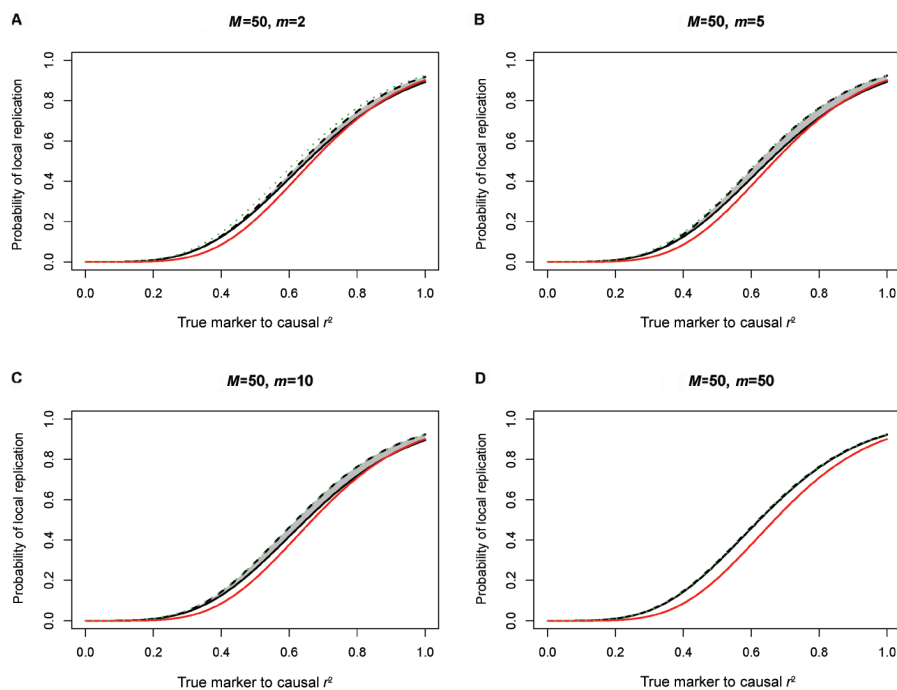 A
M=50, m=2
Probability of local replication
1.0
0.8
0.6
0.4
0.2
0.0
0.0 0.2 0.4 0.6 0.8 1.0
True marker to causal r²
B
M=50, m=5
Probability of local replication
1.0
0.8
0.6
0.4
0.2
0.0
0.0 0.2 0.4 0.6 0.8 1.0
True marker to causal r²
C
M=50, m=10
Probability of local replication
1.0
0.8
0.6
0.4
0.2
0.0
0.0 0.2 0.4 0.6 0.8 1.0
True marker to causal r²
D
M=50, m=50
Probability of local replication
1.0
0.8
0.6
0.4
0.2
0.0
0.0 0.2 0.4 0.6 0.8 1.0
True marker to causal r²